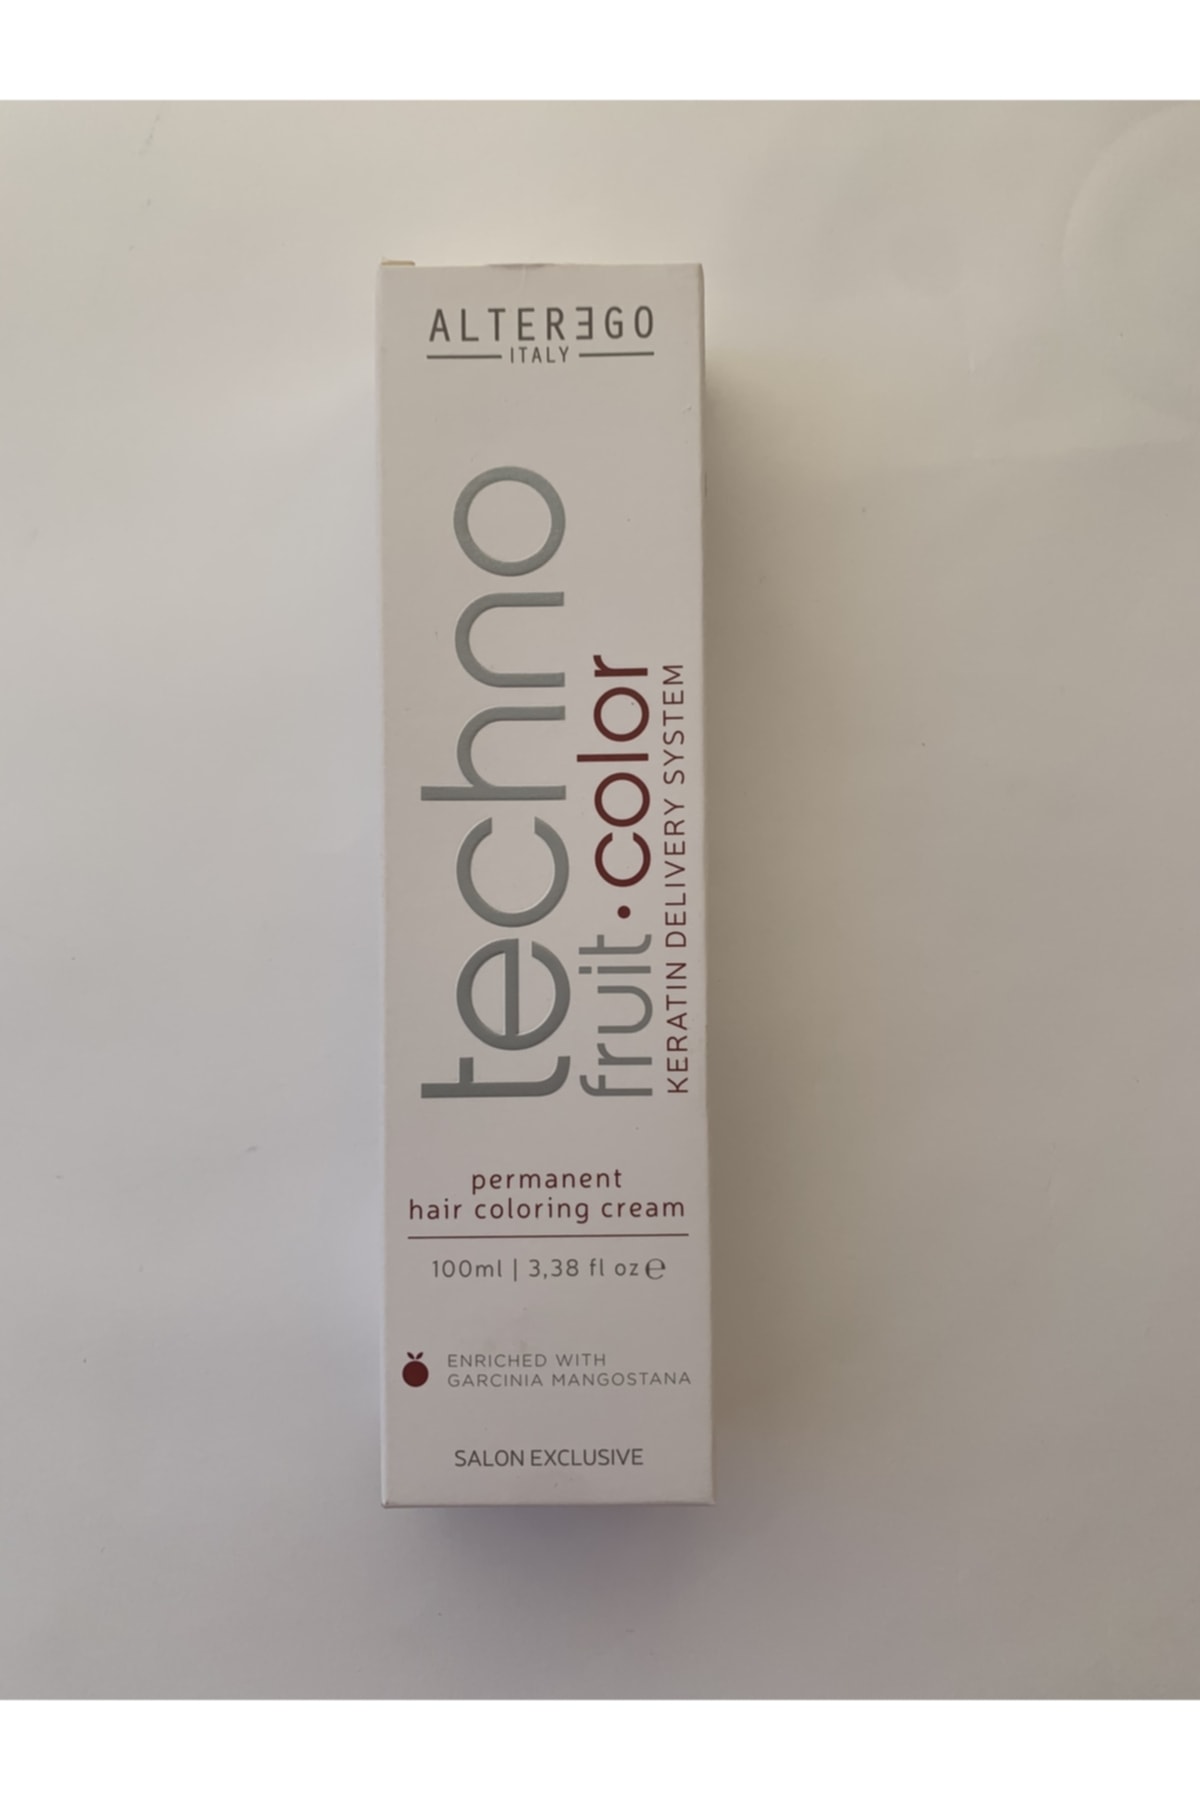 ALTERƎGO
ITALY
techno
fruit·color
KERATIN DELIVERY SYSTEM
permanent
hair coloring cream
100ml | 3,38 fl oz ℮
ENRICHED WITH
GARCINIA MANGOSTANA
SALON EXCLUSIVE